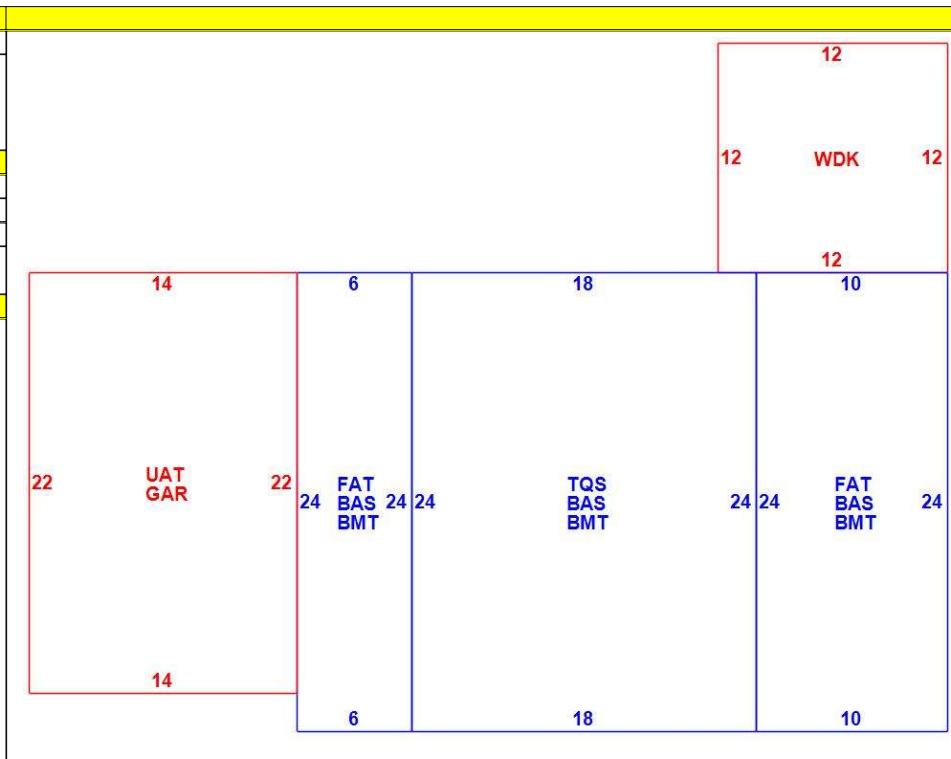 12
12 WDK 12
12
14 6 18 10
22 UAT 22
GAR
24 FAT 24
BAS
BMT
24 TQS 24
BAS
BMT
24 FAT 24
BAS
BMT
14
6 18 10